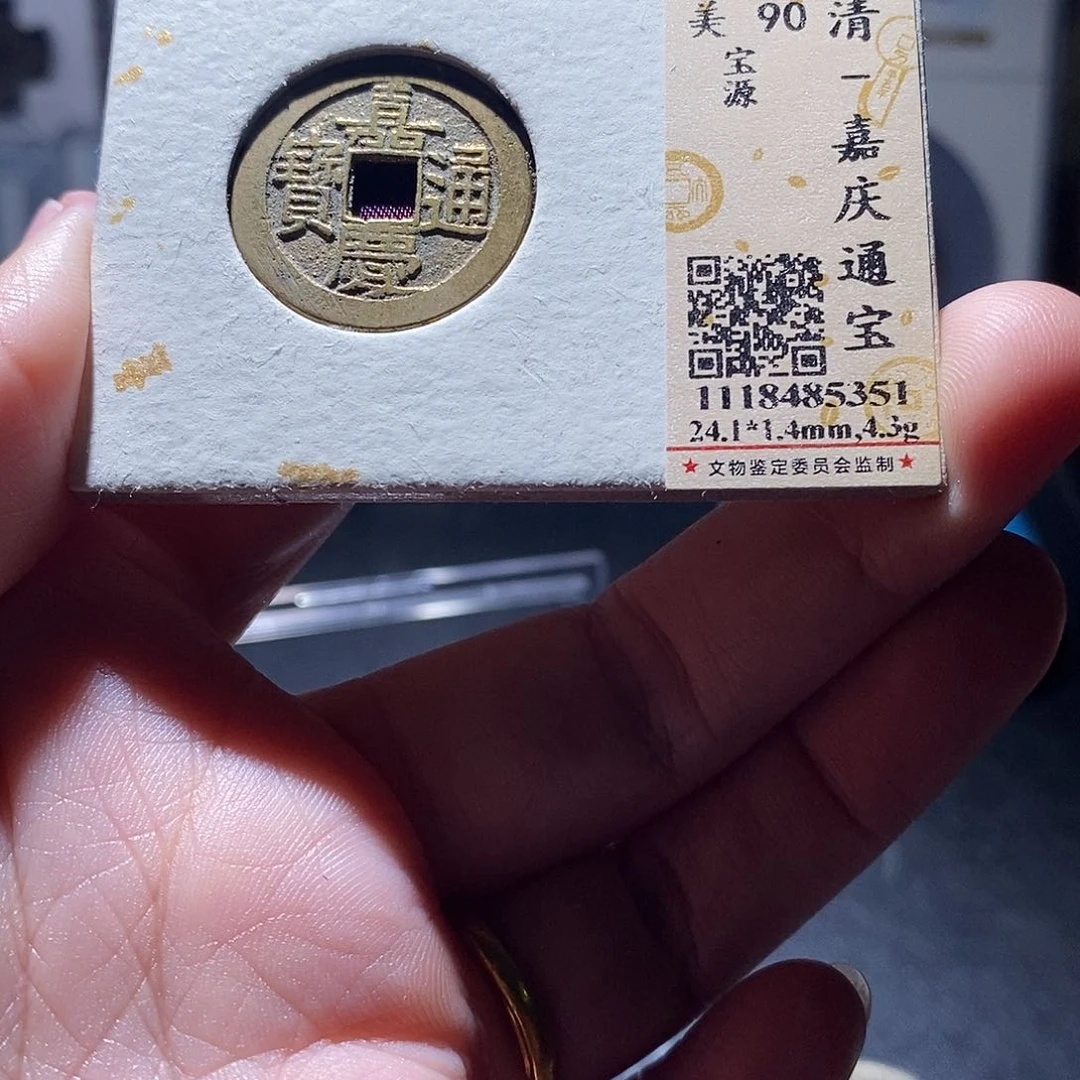 嘉慶通寶
美 90
宝源
清一嘉庆通宝
1118485351
24.1*1.4mm,4.3g
★文物鉴定委员会监制★